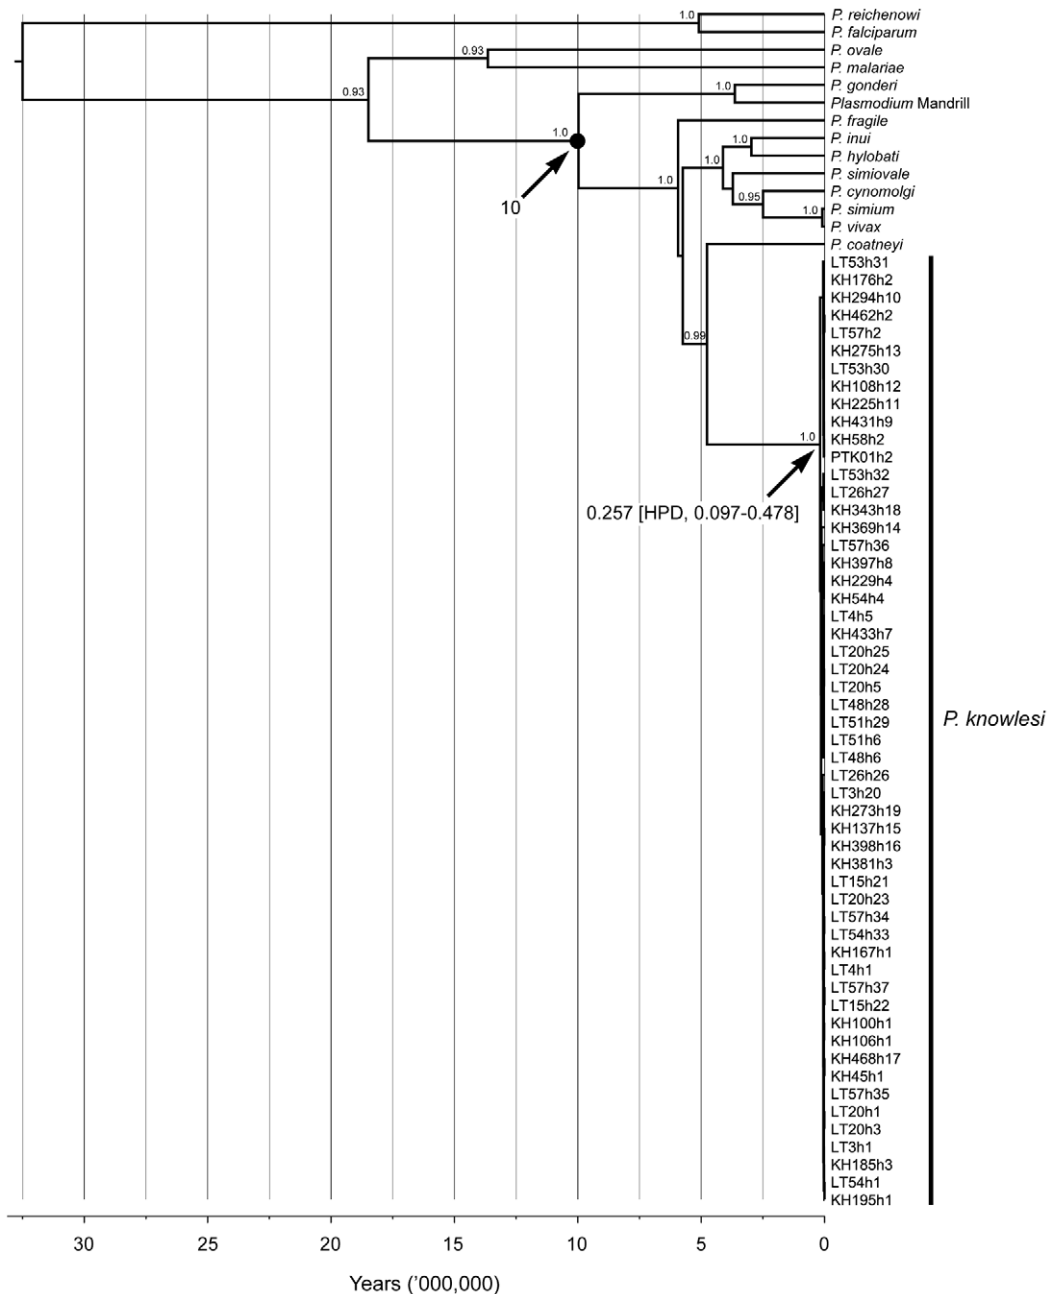 1.0
P. reichenowi
P. falciparum
0.93
P. ovale
P. malariae
0.93
1.0
P. gonderi
Plasmodium Mandrill
1.0
P. fragile
1.0
P. inui
1.0
P. hylobati
P. simiovale
1.0
0.95
P. cynomolgi
10
1.0
P. simium
P. vivax
P. coatneyi
LT53h31
KH176h2
KH294h10
KH462h2
LT57h2
0.99
KH275h13
LT53h30
KH108h12
KH225h11
KH431h9
1.0
KH58h2
PTK01h2
LT53h32
LT26h27
0.257 [HPD, 0.097-0.478]
KH343h18
KH369h14
LT57h36
KH397h8
KH229h4
KH54h4
LT4h5
KH433h7
LT20h25
LT20h24
LT20h5
LT48h28
LT51h29
P. knowlesi
LT51h6
LT48h6
LT26h26
LT3h20
KH273h19
KH137h15
KH398h16
KH381h3
LT15h21
LT20h23
LT57h34
LT54h33
KH167h1
LT4h1
LT57h37
LT15h22
KH100h1
KH106h1
KH468h17
KH45h1
LT57h35
LT20h1
LT20h3
LT3h1
KH185h3
LT54h1
KH195h1
30 25 20 15 10 5 0
Years ('000,000)